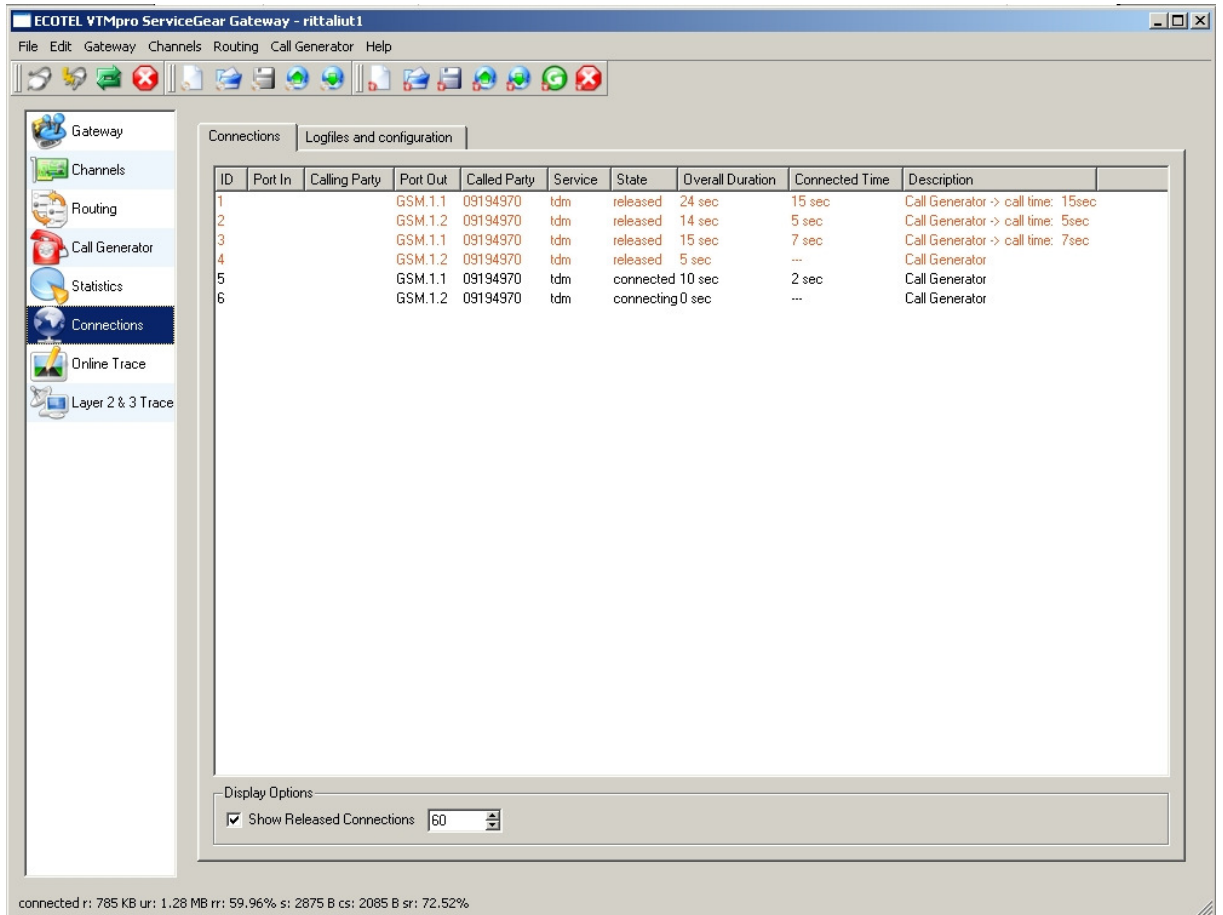 ECOTEL VTMpro ServiceGear Gateway - rittaliut1
File Edit Gateway Channels Routing Call Generator Help
Gateway
Channels
Routing
Call Generator
Statistics
Connections
Online Trace
Layer 2 & 3 Trace
Connections Logfiles and configuration
ID Port In Calling Party Port Out Called Party Service State Overall Duration Connected Time Description
1 GSM.1.1 09194970 tdm released 24 sec 15 sec Call Generator -> call time: 15sec
2 GSM.1.2 09194970 tdm released 14 sec 5 sec Call Generator -> call time: 5sec
3 GSM.1.1 09194970 tdm released 15 sec 7 sec Call Generator -> call time: 7sec
4 GSM.1.2 09194970 tdm released 5 sec --- Call Generator
5 GSM.1.1 09194970 tdm connected 10 sec 2 sec Call Generator
6 GSM.1.2 09194970 tdm connecting 0 sec --- Call Generator
Display Options
Show Released Connections 60
connected r: 785 KB ur: 1.28 MB rr: 59.96% s: 2875 B cs: 2085 B sr: 72.52%